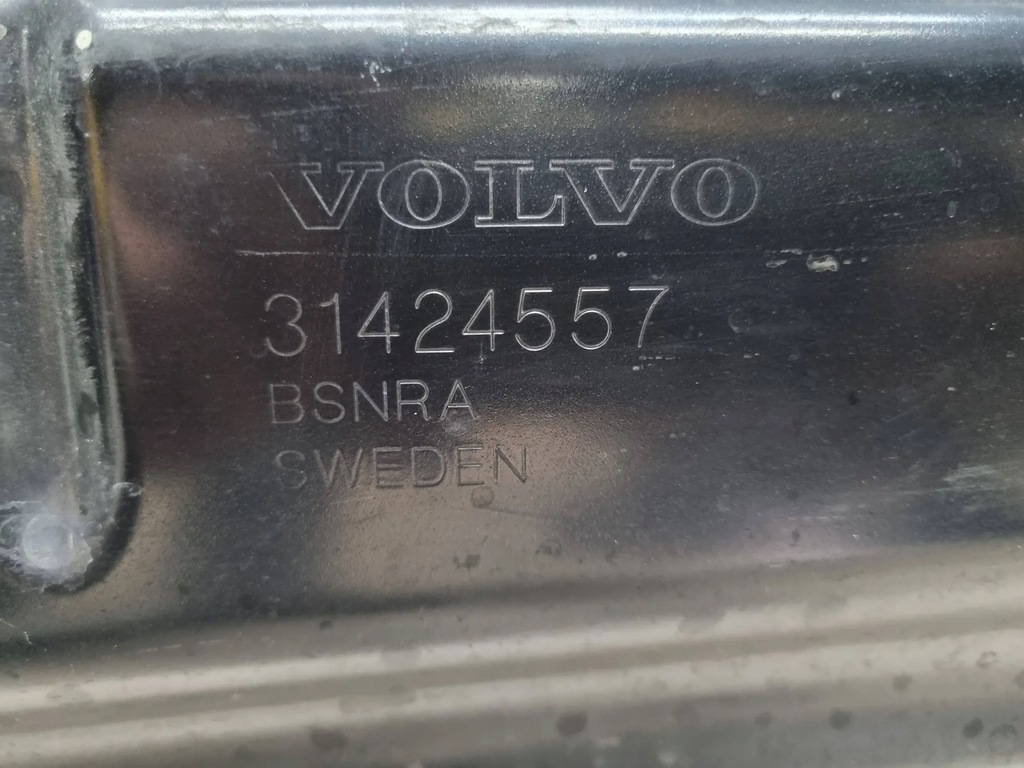 VOLVO
31424557
BSNRA
SWEDEN